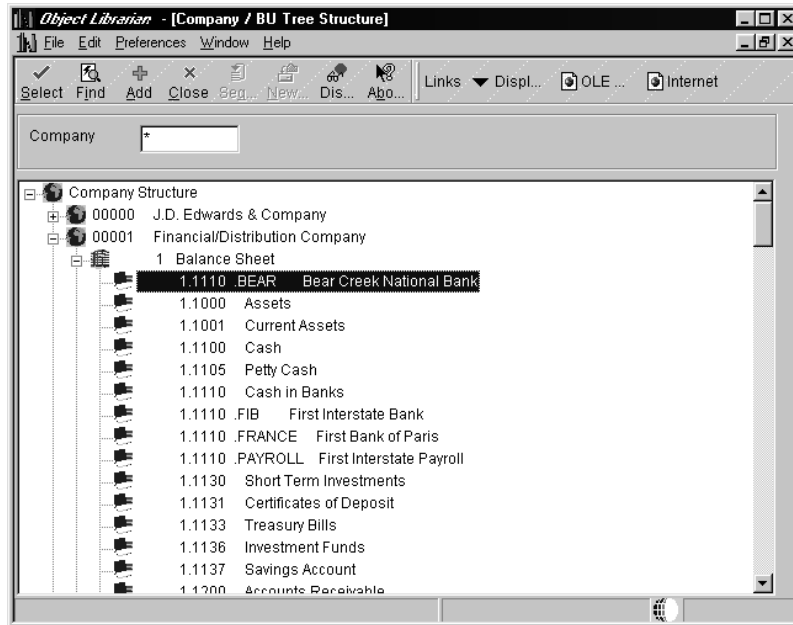 Object Librarian - [Company / BU Tree Structure]
File Edit Preferences Window Help
Select Find Add Close Seq... New... Dis... Abo... Links Displ... OLE ... Internet
Company *
Company Structure
00000 J.D. Edwards & Company
00001 Financial/Distribution Company
1 Balance Sheet
1.1110 .BEAR Bear Creek National Bank
1.1000 Assets
1.1001 Current Assets
1.1100 Cash
1.1105 Petty Cash
1.1110 Cash in Banks
1.1110 .FIB First Interstate Bank
1.1110 .FRANCE First Bank of Paris
1.1110 .PAYROLL First Interstate Payroll
1.1130 Short Term Investments
1.1131 Certificates of Deposit
1.1133 Treasury Bills
1.1136 Investment Funds
1.1137 Savings Account
1.1200 Accounts Receivable